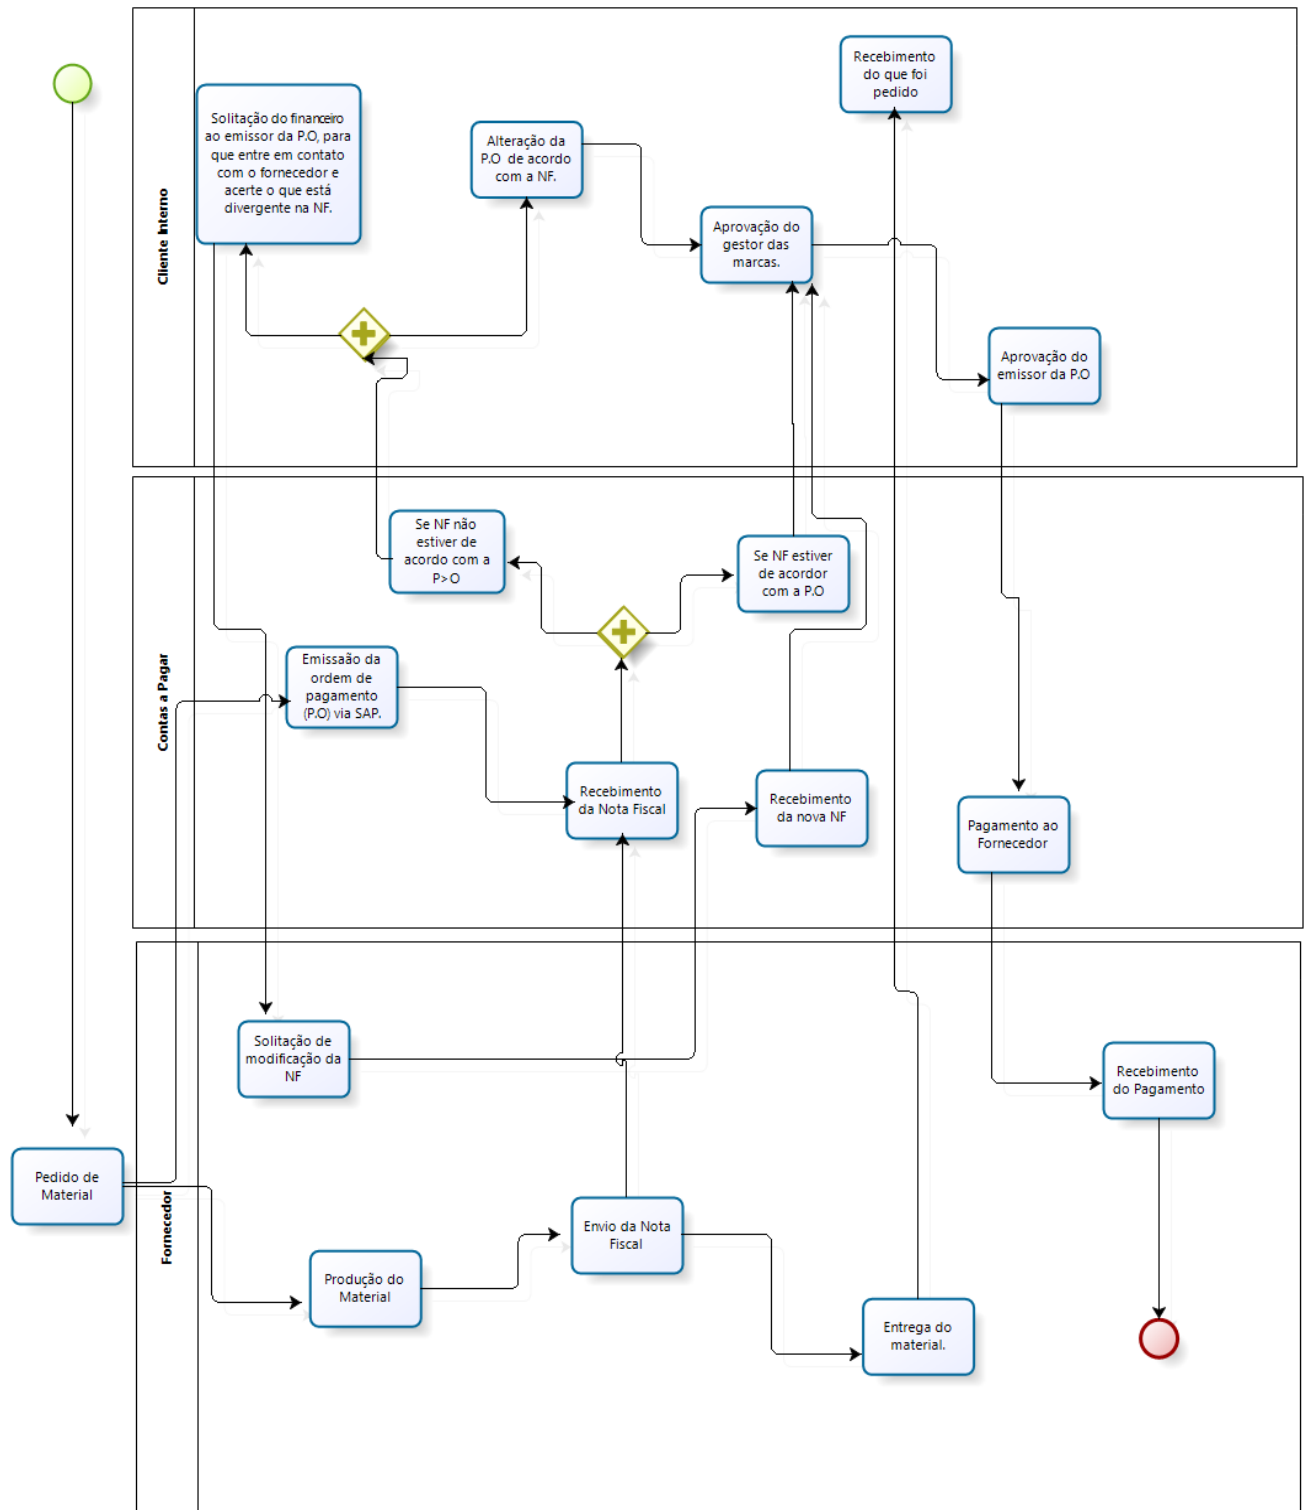 Cliente Interno
Solitação do financeiro
ao emissor da P.O, para
que entre em contato
com o fornecedor e
acerte o que está
divergente na NF.
Alteração da
P.O de acordo
com a NF.
Recebimento
do que foi
pedido
Aprovação do
gestor das
marcas.
Aprovação do
emissor da P.O
Contas a Pagar
Se NF não
estiver de
acordo com a
P>O
Se NF estiver
de acordor
com a P.O
Emissaão da
ordem de
pagamento
(P.O) via SAP.
Recebimento
da Nota Fiscal
Recebimento
da nova NF
Pagamento ao
Fornecedor
Fornecedor
Solitação de
modificação da
NF
Recebimento
do Pagamento
Pedido de
Material
Produção do
Material
Envio da Nota
Fiscal
Entrega do
material.